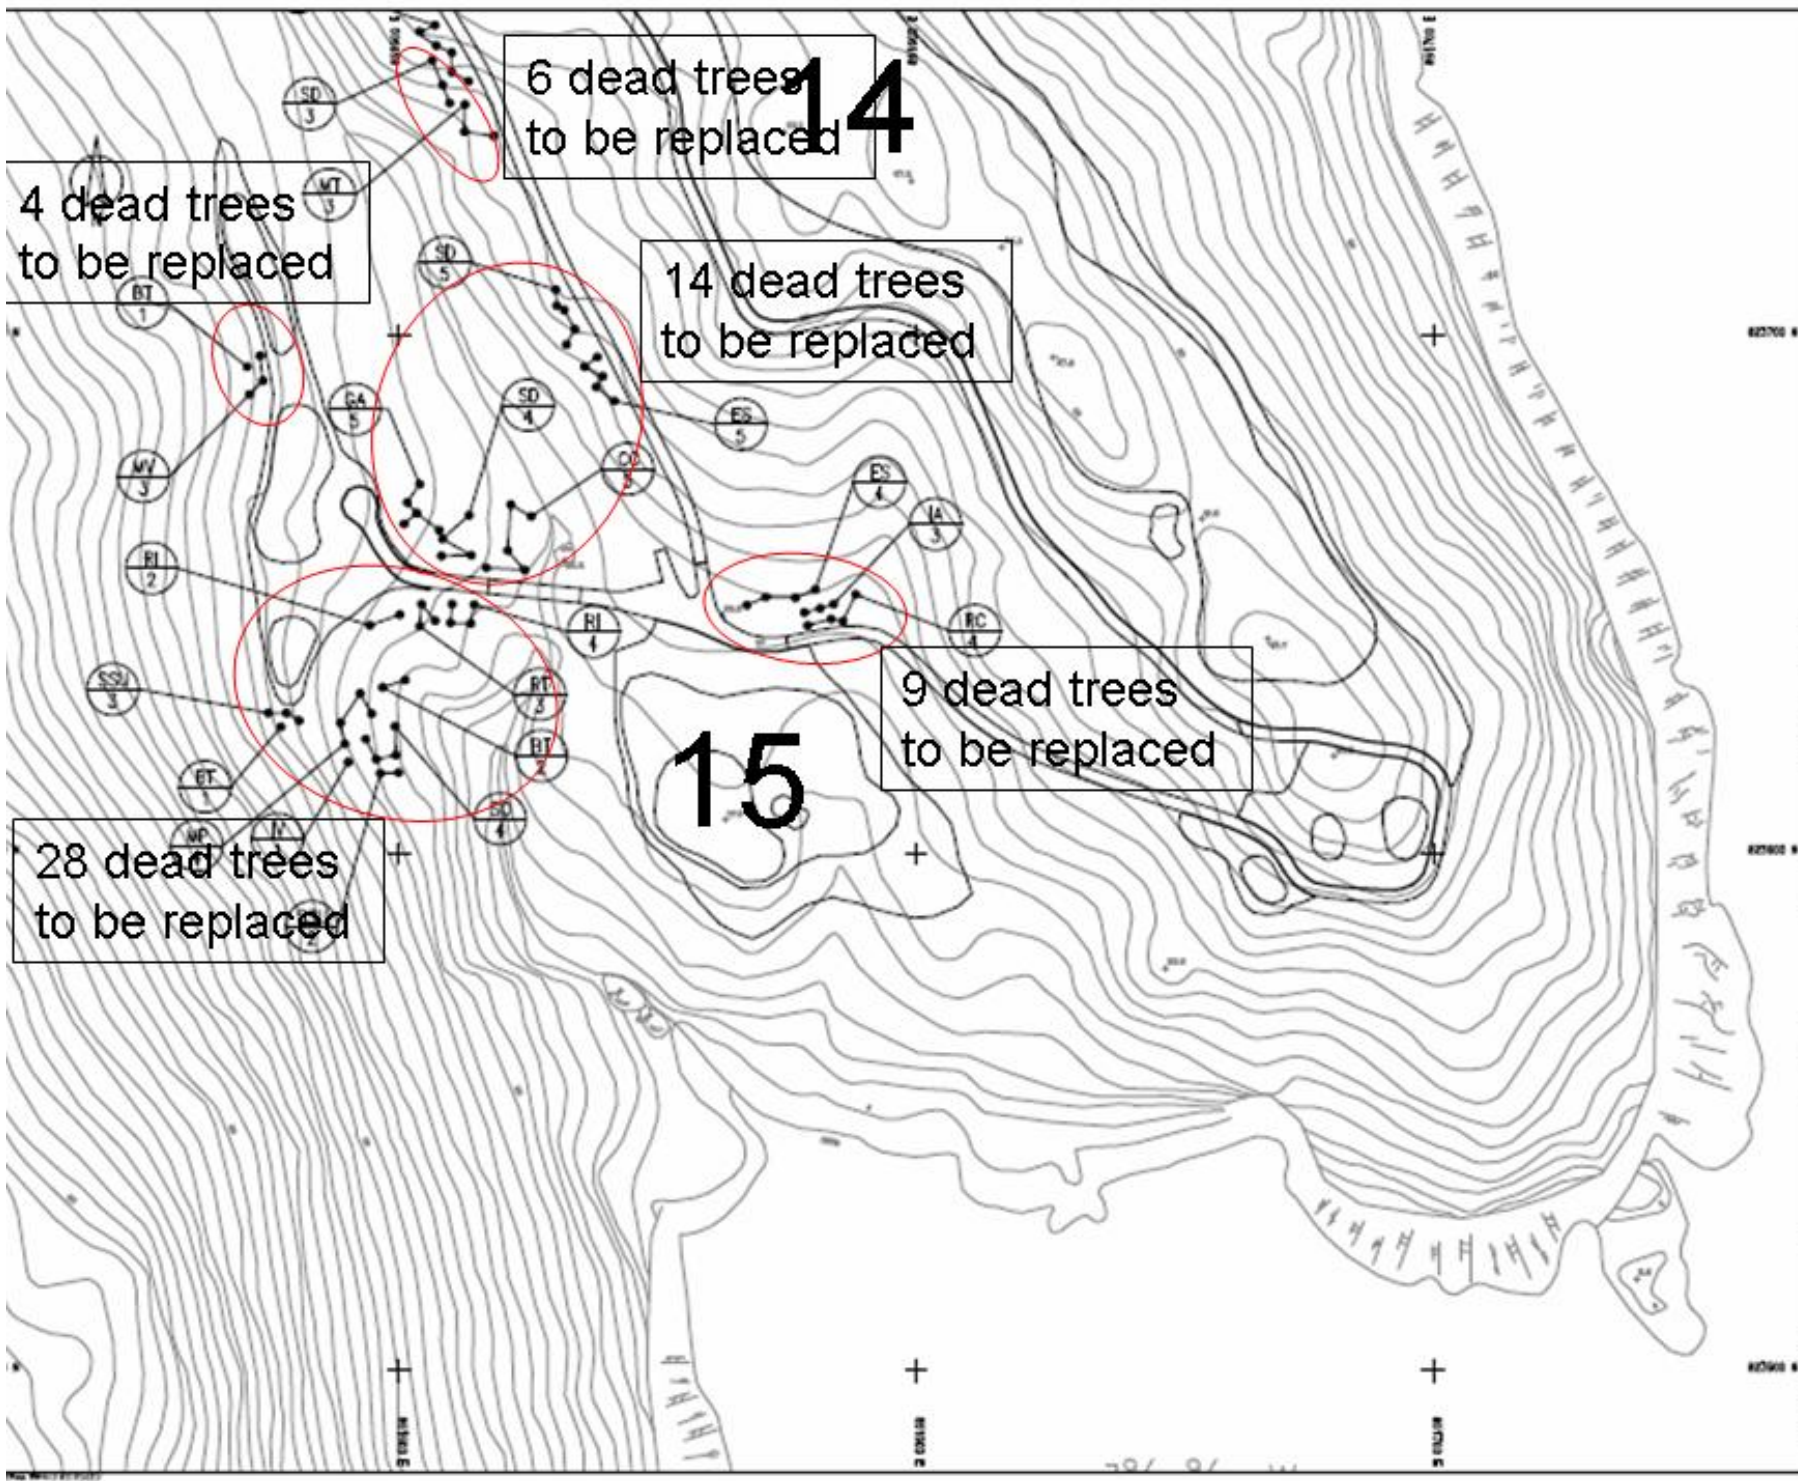 6 dead trees
to be replaced
14
SD
3
4 dead trees
to be replaced
MT
3
SD
5
14 dead trees
to be replaced
BT
1
GA
5
SD
4
ES
5
CC
3
MV
3
ES
4
IA
3
RI
2
RI
4
RC
4
SSU
3
RT
3
9 dead trees
to be replaced
BT
2
15
BT
1
SD
4
MP
28 dead trees
to be replaced
2